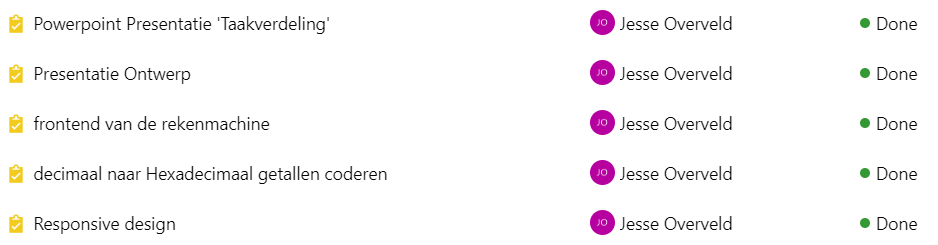 Powerpoint Presentatie 'Taakverdeling' JO Jesse Overveld Done
Presentatie Ontwerp JO Jesse Overveld Done
frontend van de rekenmachine JO Jesse Overveld Done
decimaal naar Hexadecimaal getallen coderen JO Jesse Overveld Done
Responsive design JO Jesse Overveld Done